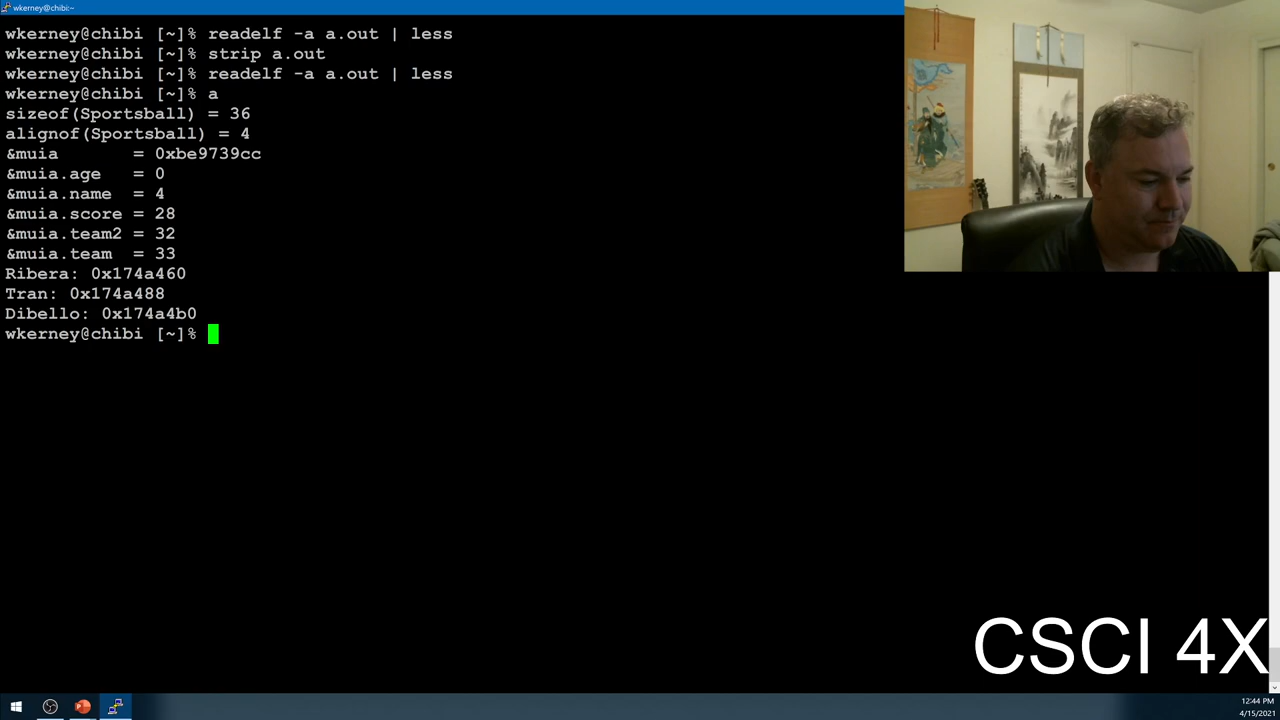 wkerney@chibi:~
wkerney@chibi [~]% readelf -a a.out | less
wkerney@chibi [~]% strip a.out
wkerney@chibi [~]% readelf -a a.out | less
wkerney@chibi [~]% a
sizeof(Sportsball) = 36
alignof(Sportsball) = 4
&muia       = 0xbe9739cc
&muia.age   = 0
&muia.name  = 4
&muia.score = 28
&muia.team2 = 32
&muia.team  = 33
Ribera: 0x174a460
Tran: 0x174a488
Dibello: 0x174a4b0
wkerney@chibi [~]%
CSCI 4X
12:44 PM
4/15/2021